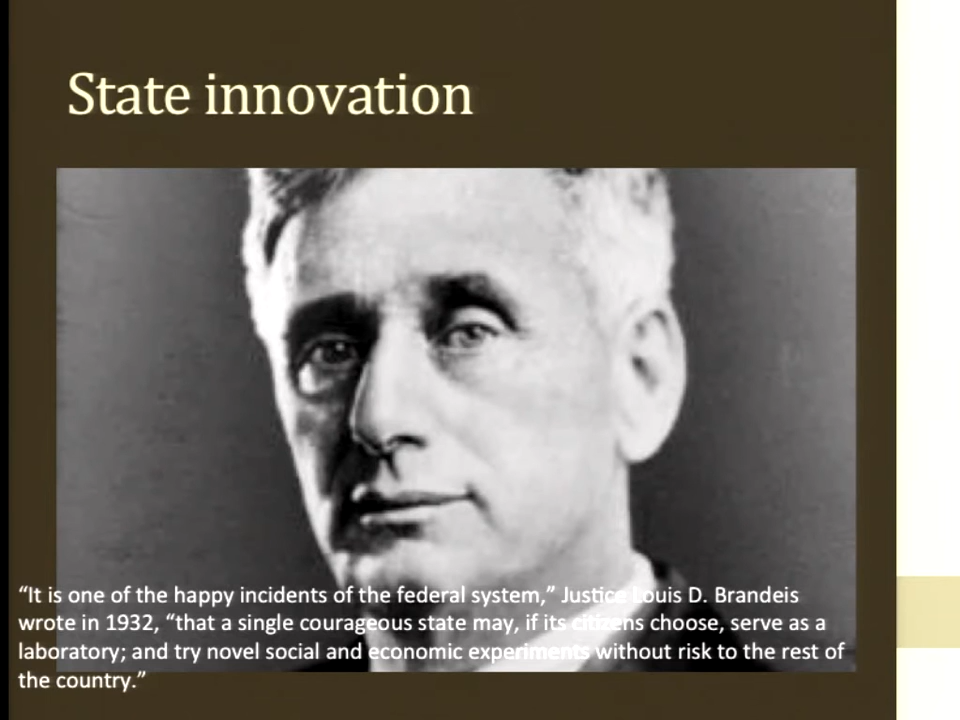 State innovation
“It is one of the happy incidents of the federal system,” Justice Louis D. Brandeis
wrote in 1932, “that a single courageous state may, if its citizens choose, serve as a
laboratory; and try novel social and economic experiments without risk to the rest of
the country.”